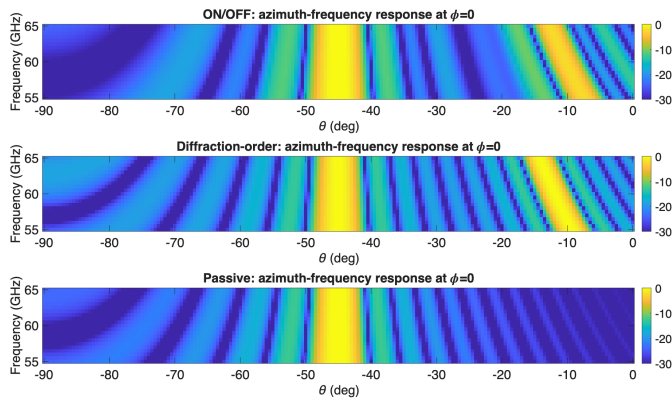 ON/OFF: azimuth-frequency response at ϕ=0
Frequency (GHz)
65
60
55
-90 -80 -70 -60 -50 -40 -30 -20 -10 0
θ (deg)
0
-10
-20
-30
Diffraction-order: azimuth-frequency response at ϕ=0
Frequency (GHz)
65
60
55
-90 -80 -70 -60 -50 -40 -30 -20 -10 0
θ (deg)
0
-10
-20
-30
Passive: azimuth-frequency response at ϕ=0
Frequency (GHz)
65
60
55
-90 -80 -70 -60 -50 -40 -30 -20 -10 0
θ (deg)
0
-10
-20
-30